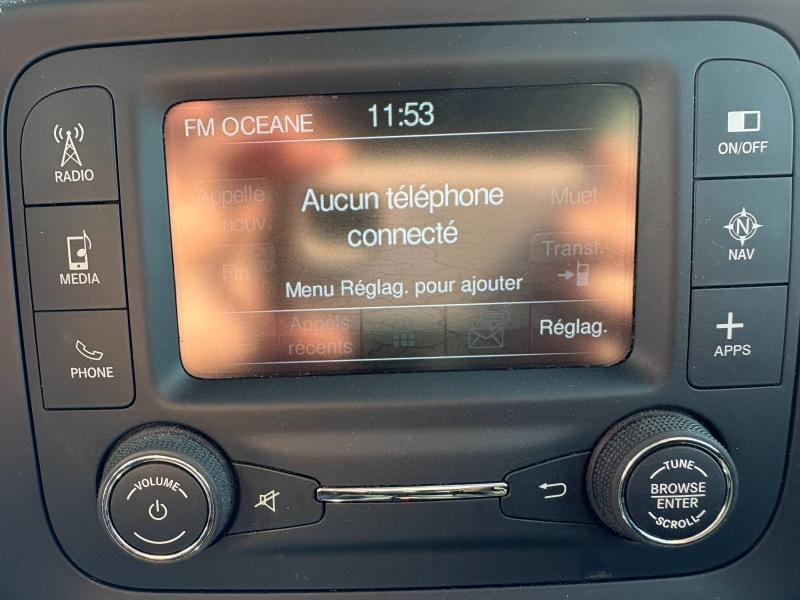 FM OCEANE 11:53
RADIO
MEDIA
PHONE
Appelle
nouv.
Aucun téléphone
connecté
Muet
Transf.
Fin
Menu Réglag. pour ajouter
Appels
récents
Réglag.
ON/OFF
N
NAV
APPS
VOLUME
TUNE
BROWSE
ENTER
SCROLL